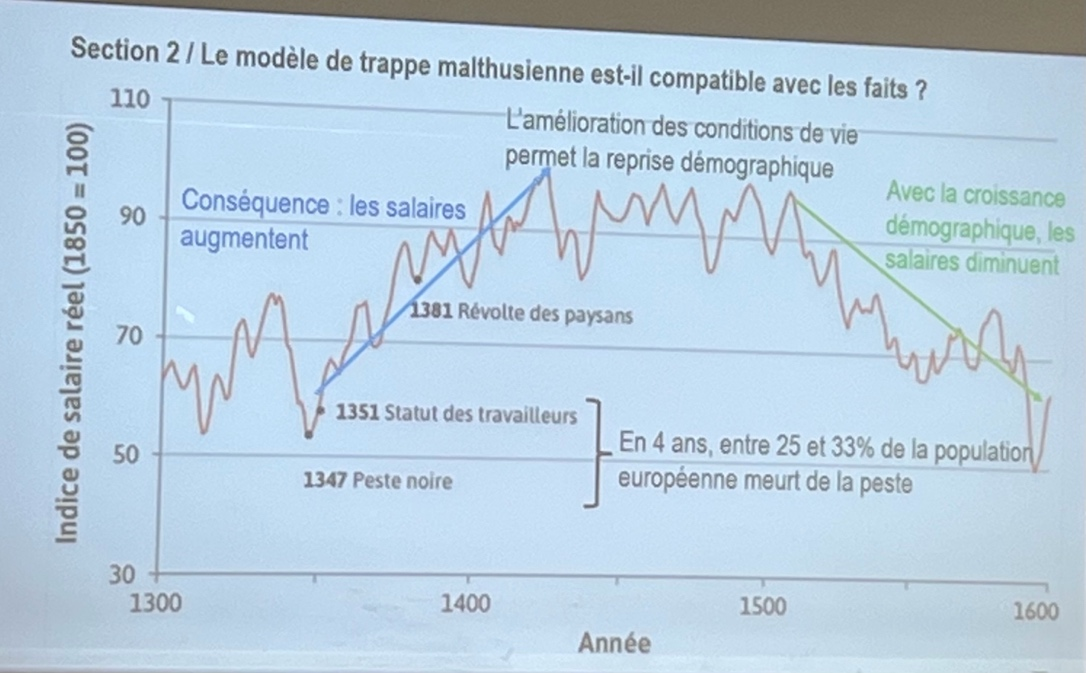 Section 2 / Le modèle de trappe malthusienne est-il compatible avec les faits ?
Indice de salaire réel (1850 = 100)
110
90
70
50
30
L'amélioration des conditions de vie
permet la reprise démographique
Conséquence : les salaires
augmentent
Avec la croissance
démographique, les
salaires diminuent
1381 Révolte des paysans
1351 Statut des travailleurs
1347 Peste noire
En 4 ans, entre 25 et 33% de la population
européenne meurt de la peste
1300
1400
1500
1600
Année